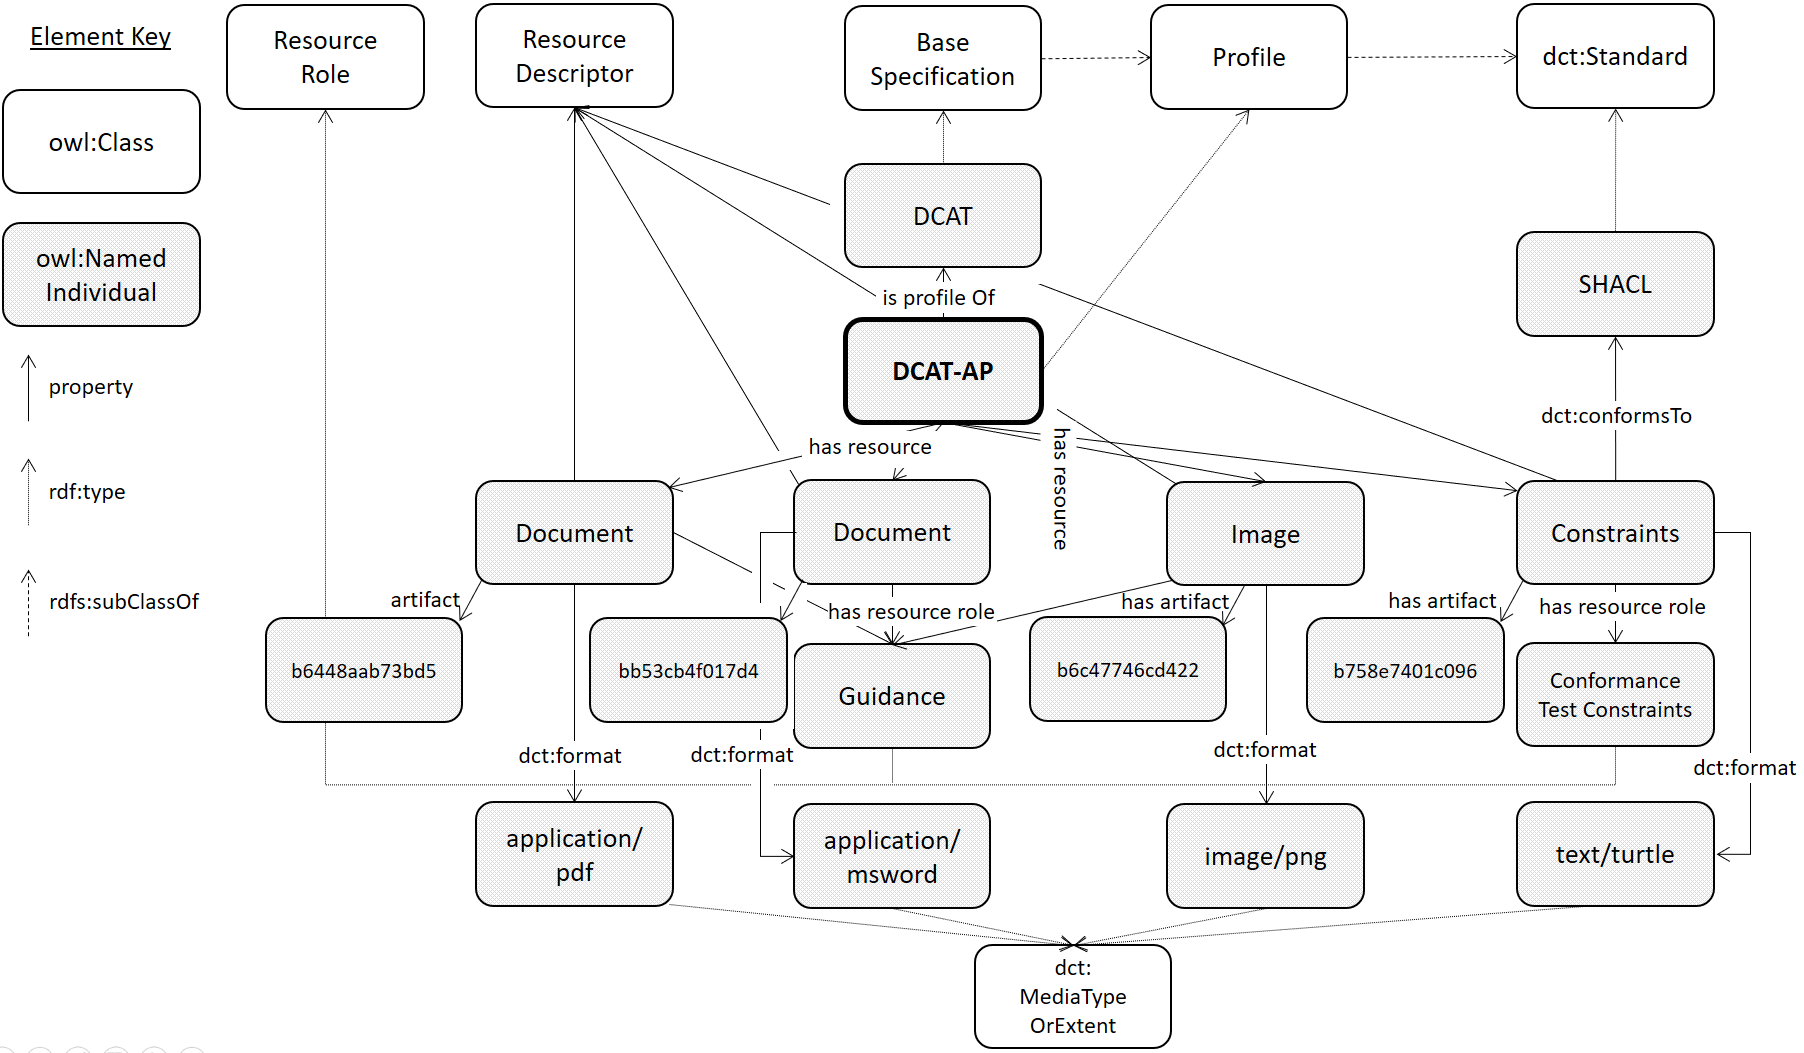 Element Key
owl:Class
owl:Named
Individual
property
rdf:type
rdfs:subClassOf
Resource
Role
Resource
Descriptor
Base
Specification
Profile
dct:Standard
DCAT
SHACL
is profile Of
DCAT-AP
dct:conformsTo
has resource
has resource
Document
Document
Image
Constraints
artifact
has resource role
has artifact
has artifact
has resource role
b6448aab73bd5
bb53cb4f017d4
Guidance
b6c47746cd422
b758e7401c096
Conformance
Test Constraints
dct:format
dct:format
dct:format
dct:format
application/
pdf
application/
msword
image/png
text/turtle
dct:
MediaType
OrExtent